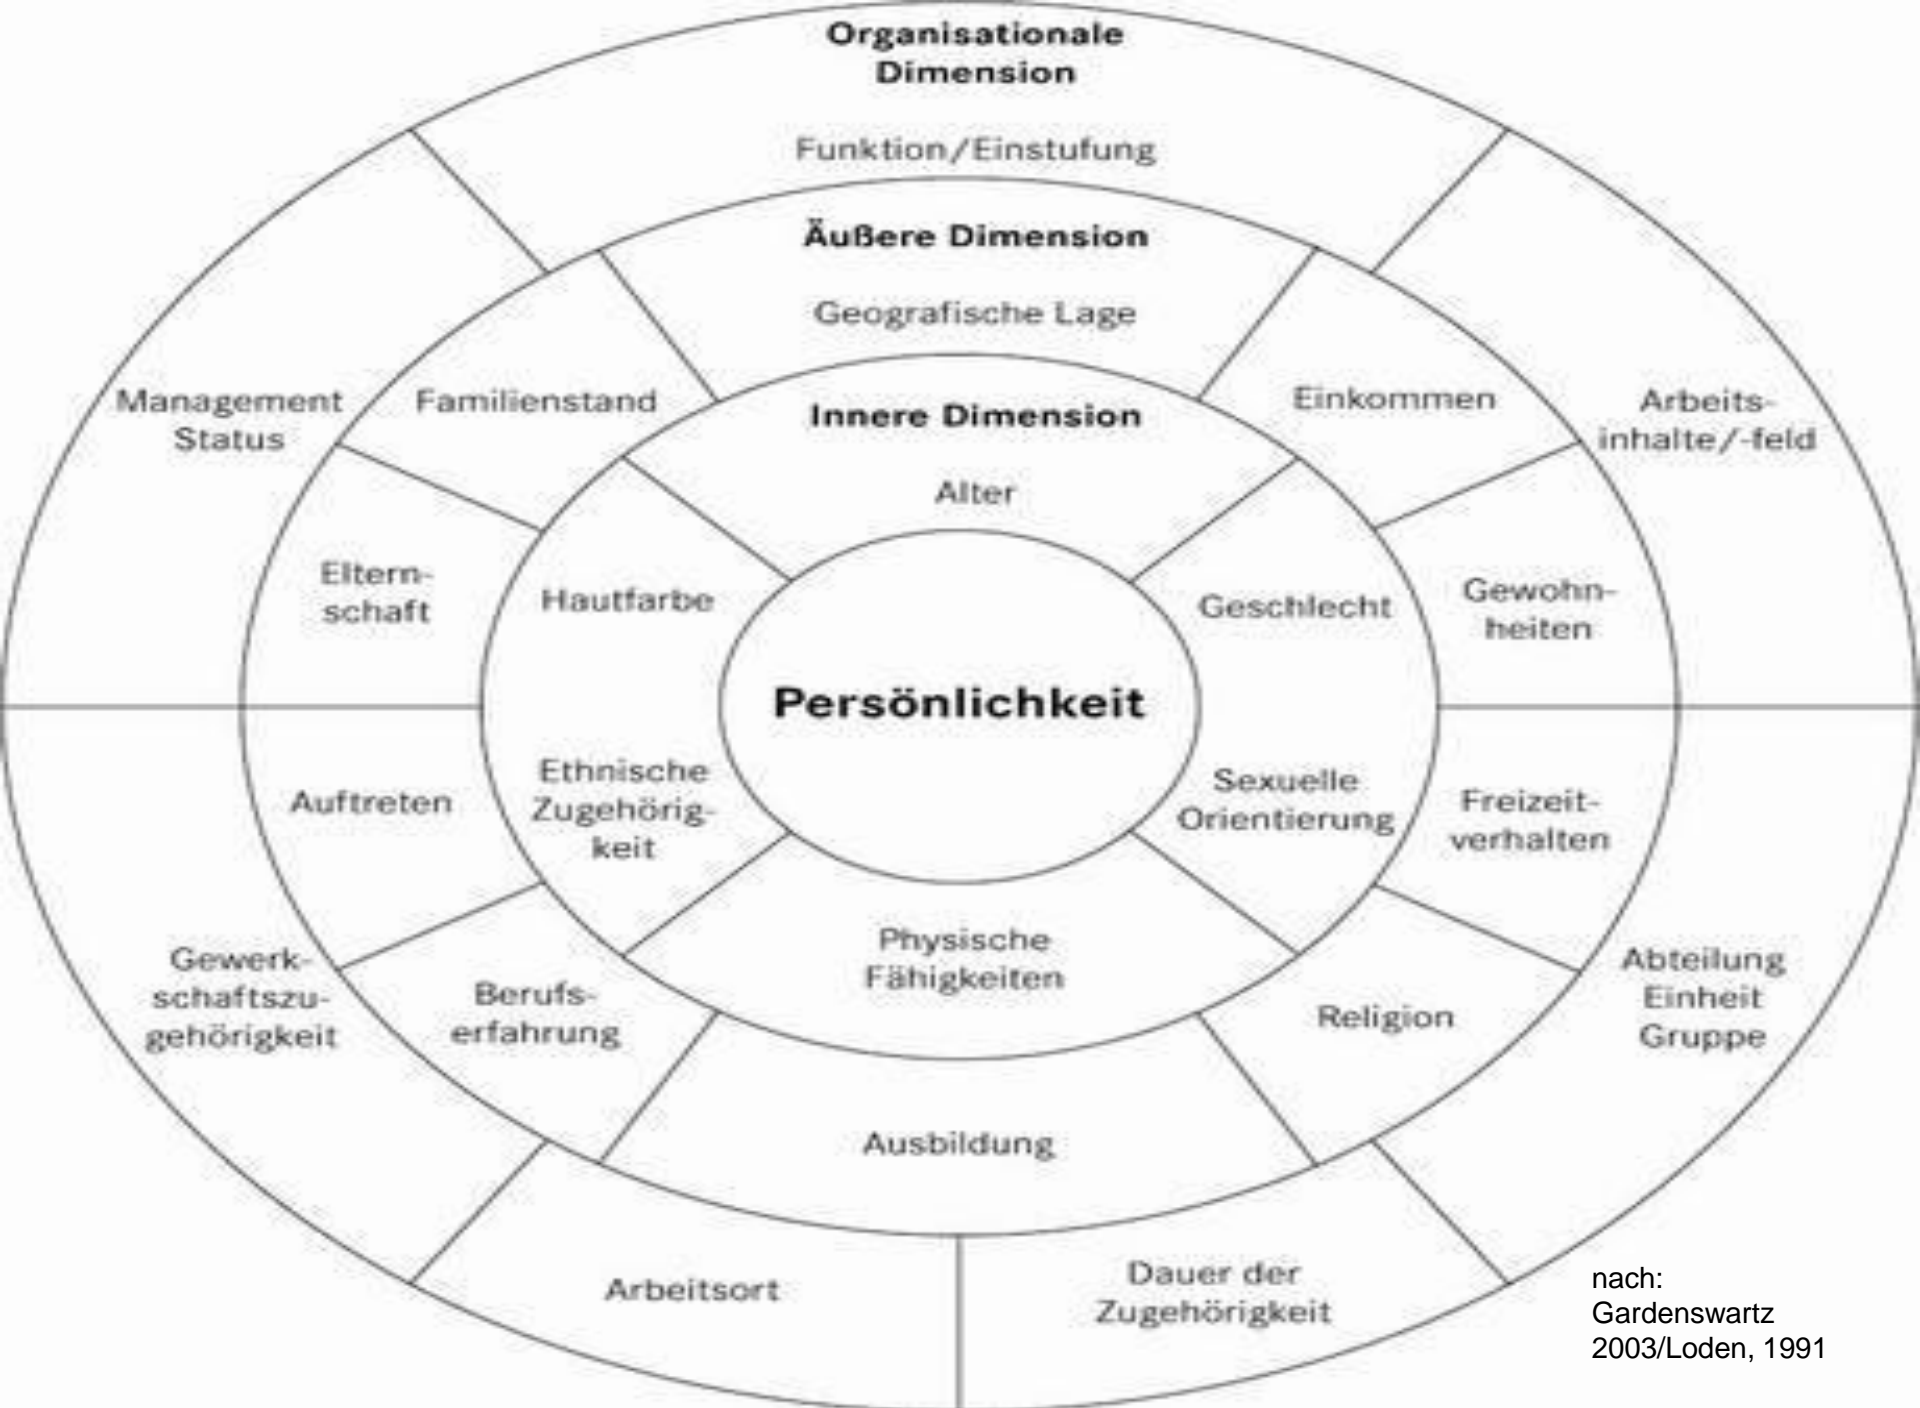 Organisationale
Dimension
Funktion/Einstufung
Äußere Dimension
Geografische Lage
Innere Dimension
Alter
Management
Status
Familienstand
Einkommen
Arbeits-
inhalte/-feld
Eltern-
schaft
Hautfarbe
Geschlecht
Gewohn-
heiten
Persönlichkeit
Auftreten
Ethnische
Zugehörig-
keit
Sexuelle
Orientierung
Freizeit-
verhalten
Gewerk-
schaftszu-
gehörigkeit
Berufs-
erfahrung
Physische
Fähigkeiten
Religion
Abteilung
Einheit
Gruppe
Ausbildung
Arbeitsort
Dauer der
Zugehörigkeit
nach:
Gardenswartz
2003/Loden, 1991